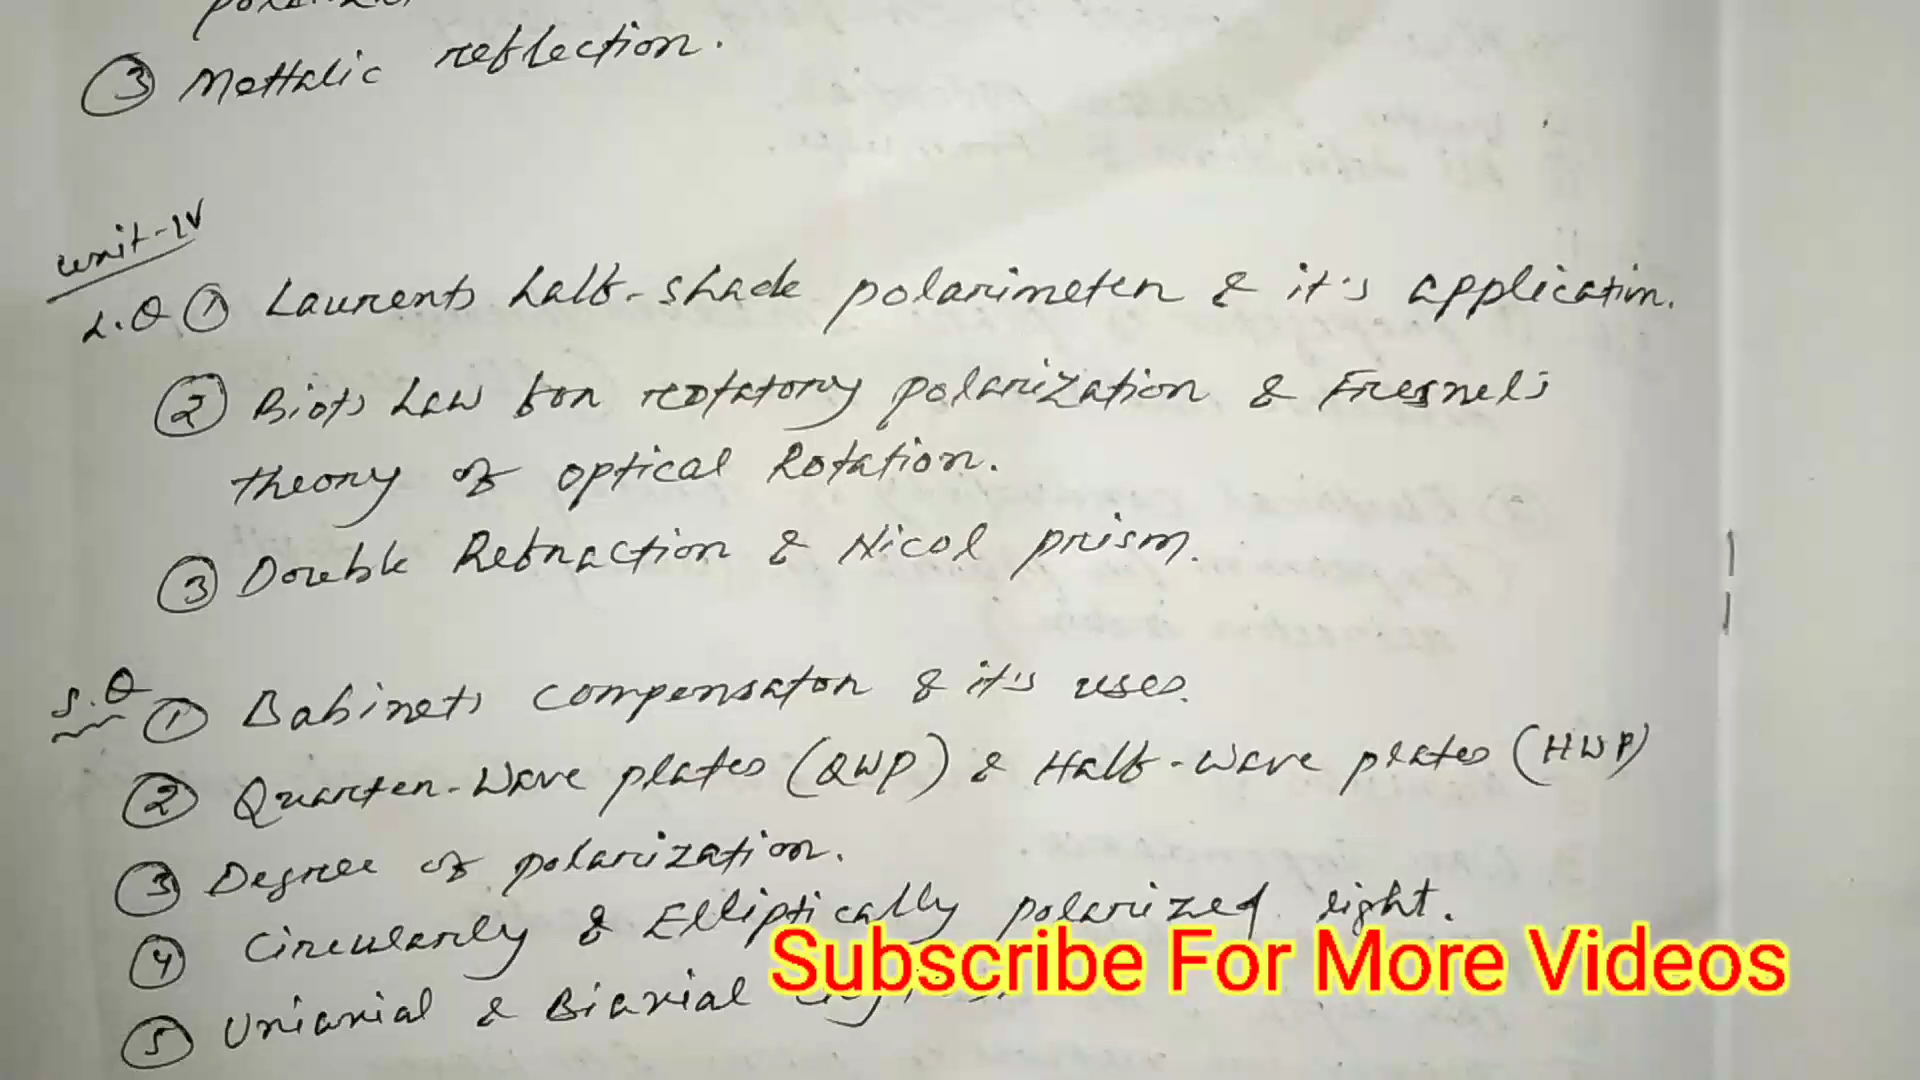 ③ Mettalic reflection.
Unit-IV
L.Q ① Laurents half-shade polarimeter & it's application.
② Biots Law for rotatory polarization & Fresnel's
theory of optical Rotation.
③ Double Refraction & Nicol prism.
S.Q ① Babinets compensator & it's uses.
② Quarter-Wave plates (QWP) & Half-Wave plates (HWP)
③ Degree of polarization.
④ Circularly & Elliptically polarized light.
Subscribe For More Videos
⑤ Uniaxial & Biaxial